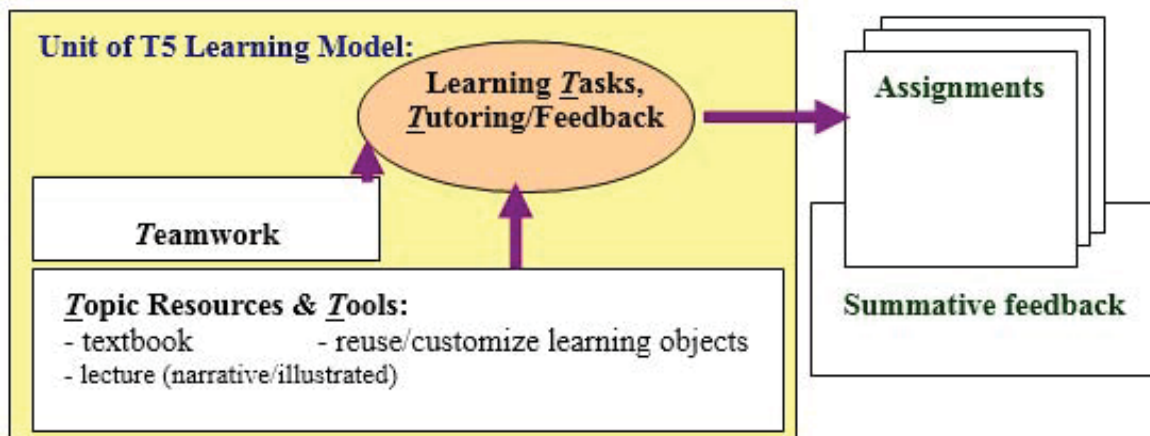 Unit of T5 Learning Model:
Learning Tasks,
Tutoring/Feedback
Assignments
Teamwork
Topic Resources & Tools:
- textbook - reuse/customize learning objects
- lecture (narrative/illustrated)
Summative feedback